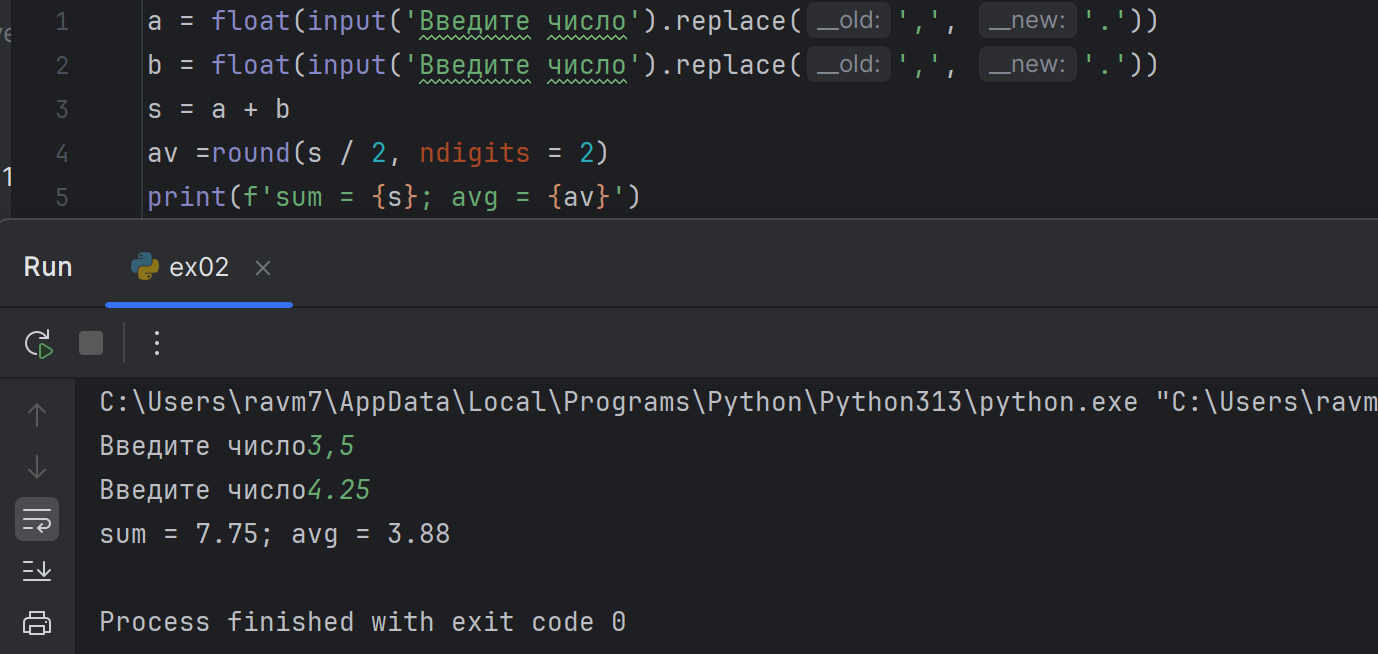 1 a = float(input('Введите число').replace(__old: ',', __new: '.'))
2 b = float(input('Введите число').replace(__old: ',', __new: '.'))
3 s = a + b
4 av =round(s / 2, ndigits = 2)
5 print(f'sum = {s}; avg = {av}')
Run ex02
C:\Users\ravm7\AppData\Local\Programs\Python\Python313\python.exe "C:\Users\ravm
Введите число3,5
Введите число4.25
sum = 7.75; avg = 3.88
Process finished with exit code 0